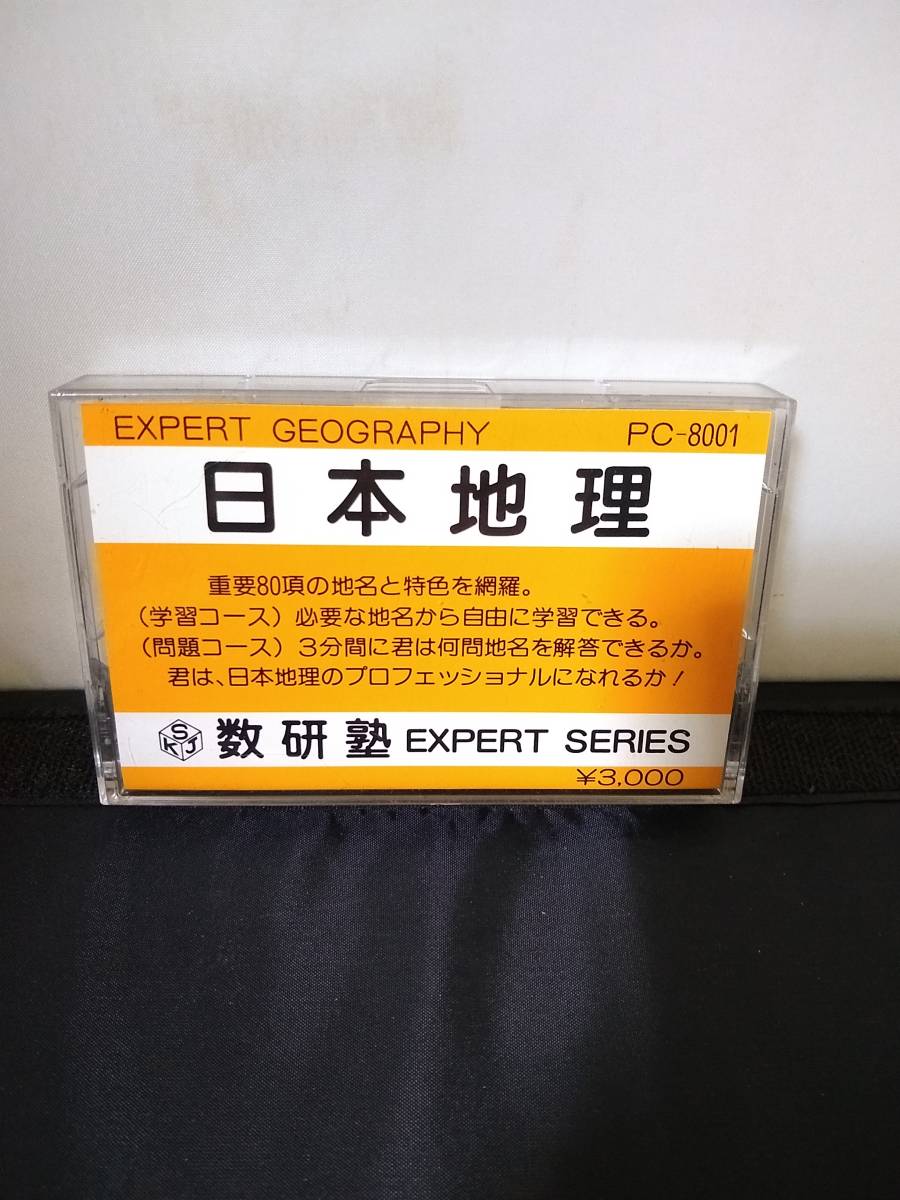 EXPERT GEOGRAPHY PC-8001
日本地理
重要80項の地名と特色を網羅。
(学習コース) 必要な地名から自由に学習できる。
(問題コース) 3分間に君は何問地名を解答できるか。
君は、日本地理のプロフェッショナルになれるか!
SKJ 数研塾 EXPERT SERIES
¥3,000